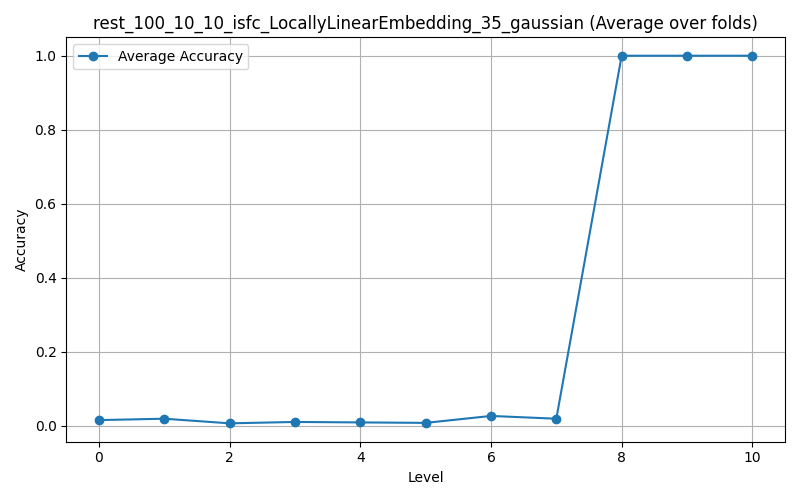 rest_100_10_10_isfc_LocallyLinearEmbedding_35_gaussian (Average over folds)
Average Accuracy
1.0
0.8
0.6
0.4
0.2
0.0
Accuracy
0 2 4 6 8 10
Level